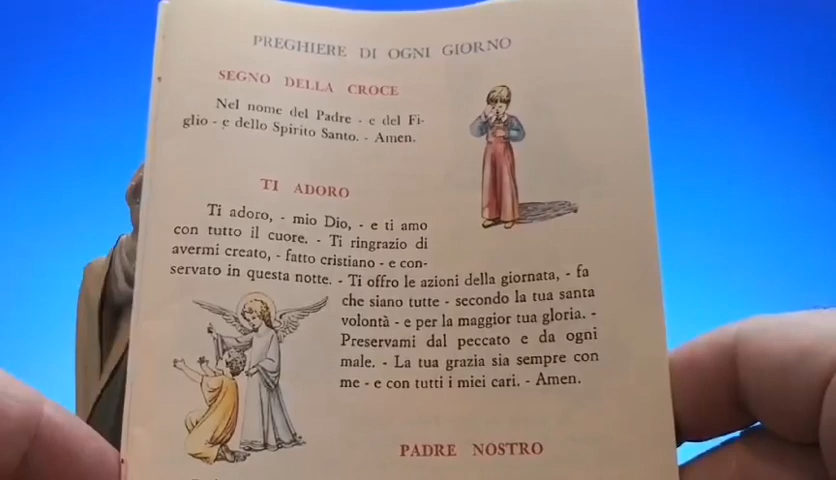 PREGHIERE DI OGNI GIORNO
SEGNO DELLA CROCE
Nel nome del Padre - e del Fi-
glio - e dello Spirito Santo. - Amen.
TI ADORO
Ti adoro, - mio Dio, - e ti amo
con tutto il cuore. - Ti ringrazio di
avermi creato, - fatto cristiano - e con-
servato in questa notte. - Ti offro le azioni della giornata, - fa
che siano tutte - secondo la tua santa
volontà - e per la maggior tua gloria. -
Preservami dal peccato e da ogni
male. - La tua grazia sia sempre con
me - e con tutti i miei cari. - Amen.
PADRE NOSTRO